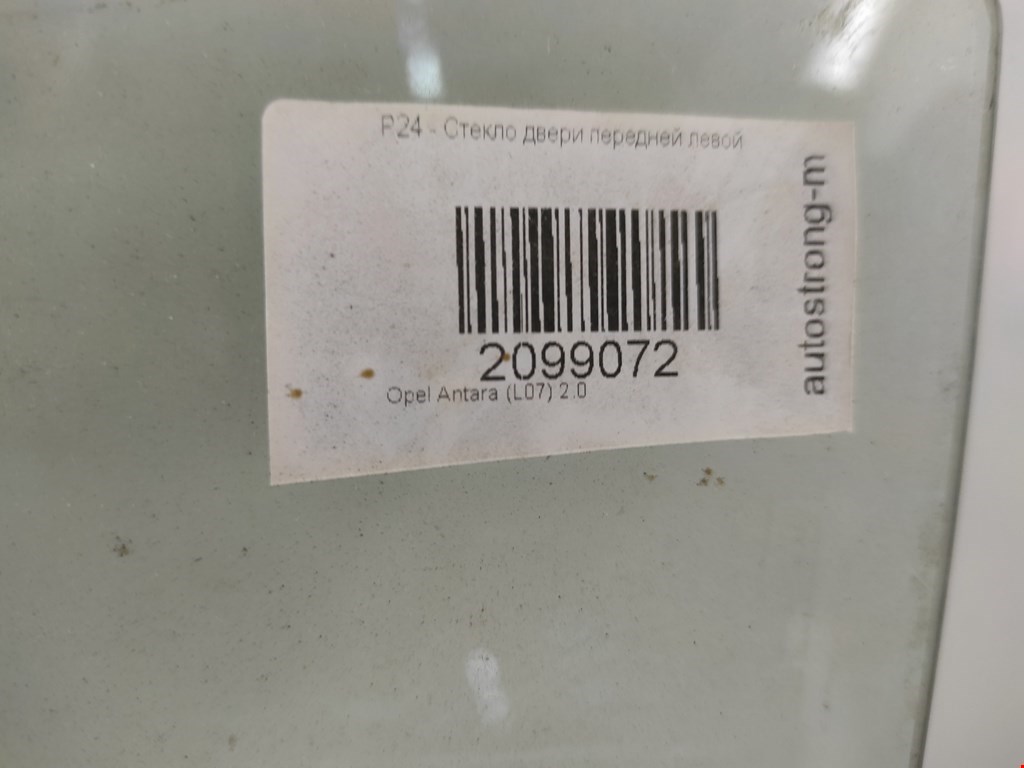 P24 - Стекло двери передней левой
2099072
Opel Antara (L07) 2.0
autostrong-m